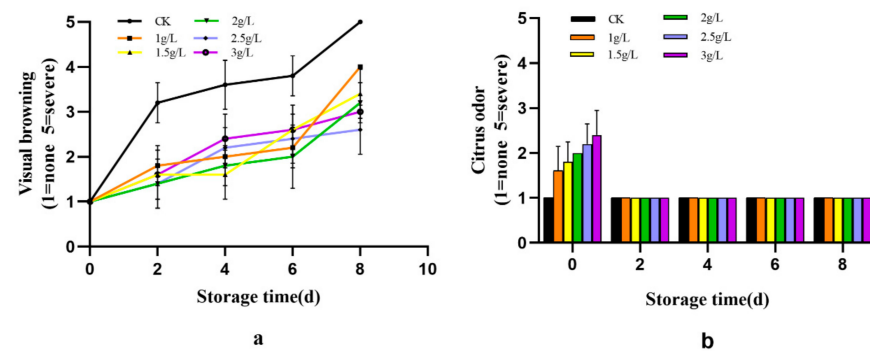 5
4
3
2
1
0
Visual browning
(1=none 5=severe)
CK
1g/L
1.5g/L
2g/L
2.5g/L
3g/L
0 2 4 6 8 10
Storage time(d)
a
5
4
3
2
1
Citrus odor
(1=none 5=severe)
CK
1g/L
1.5g/L
2g/L
2.5g/L
3g/L
0 2 4 6 8
Storage time(d)
b